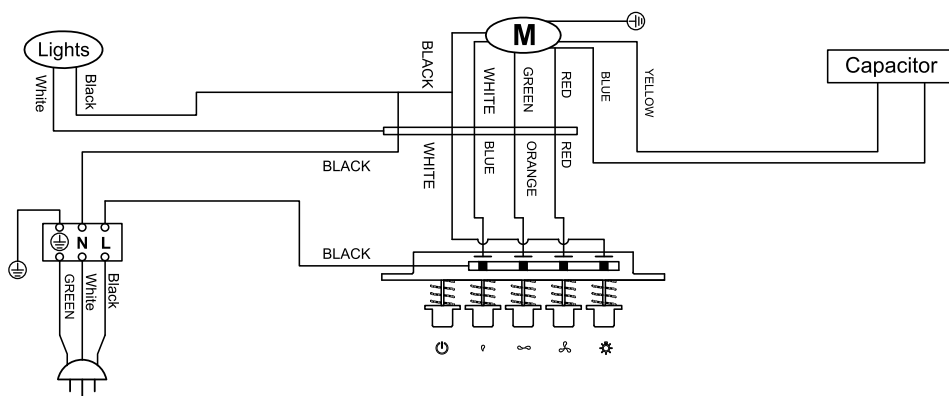 Lights
White
Black
BLACK
M
WHITE
GREEN
RED
BLUE
YELLOW
Capacitor
BLACK
WHITE
BLUE
ORANGE
RED
BLACK
N L
GREEN
White
Black